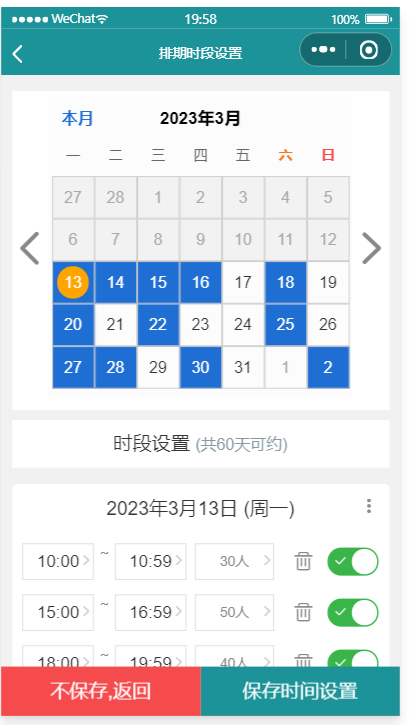 WeChat 19:58 100%
排期时段设置
本月 2023年3月
一 二 三 四 五 六 日
27 28 1 2 3 4 5
6 7 8 9 10 11 12
13 14 15 16 17 18 19
20 21 22 23 24 25 26
27 28 29 30 31 1 2
时段设置 (共60天可约)
2023年3月13日 (周一)
10:00 ~ 10:59 30人
15:00 ~ 16:59 50人
18:00 ~ 19:59 40人
不保存,返回 保存时间设置